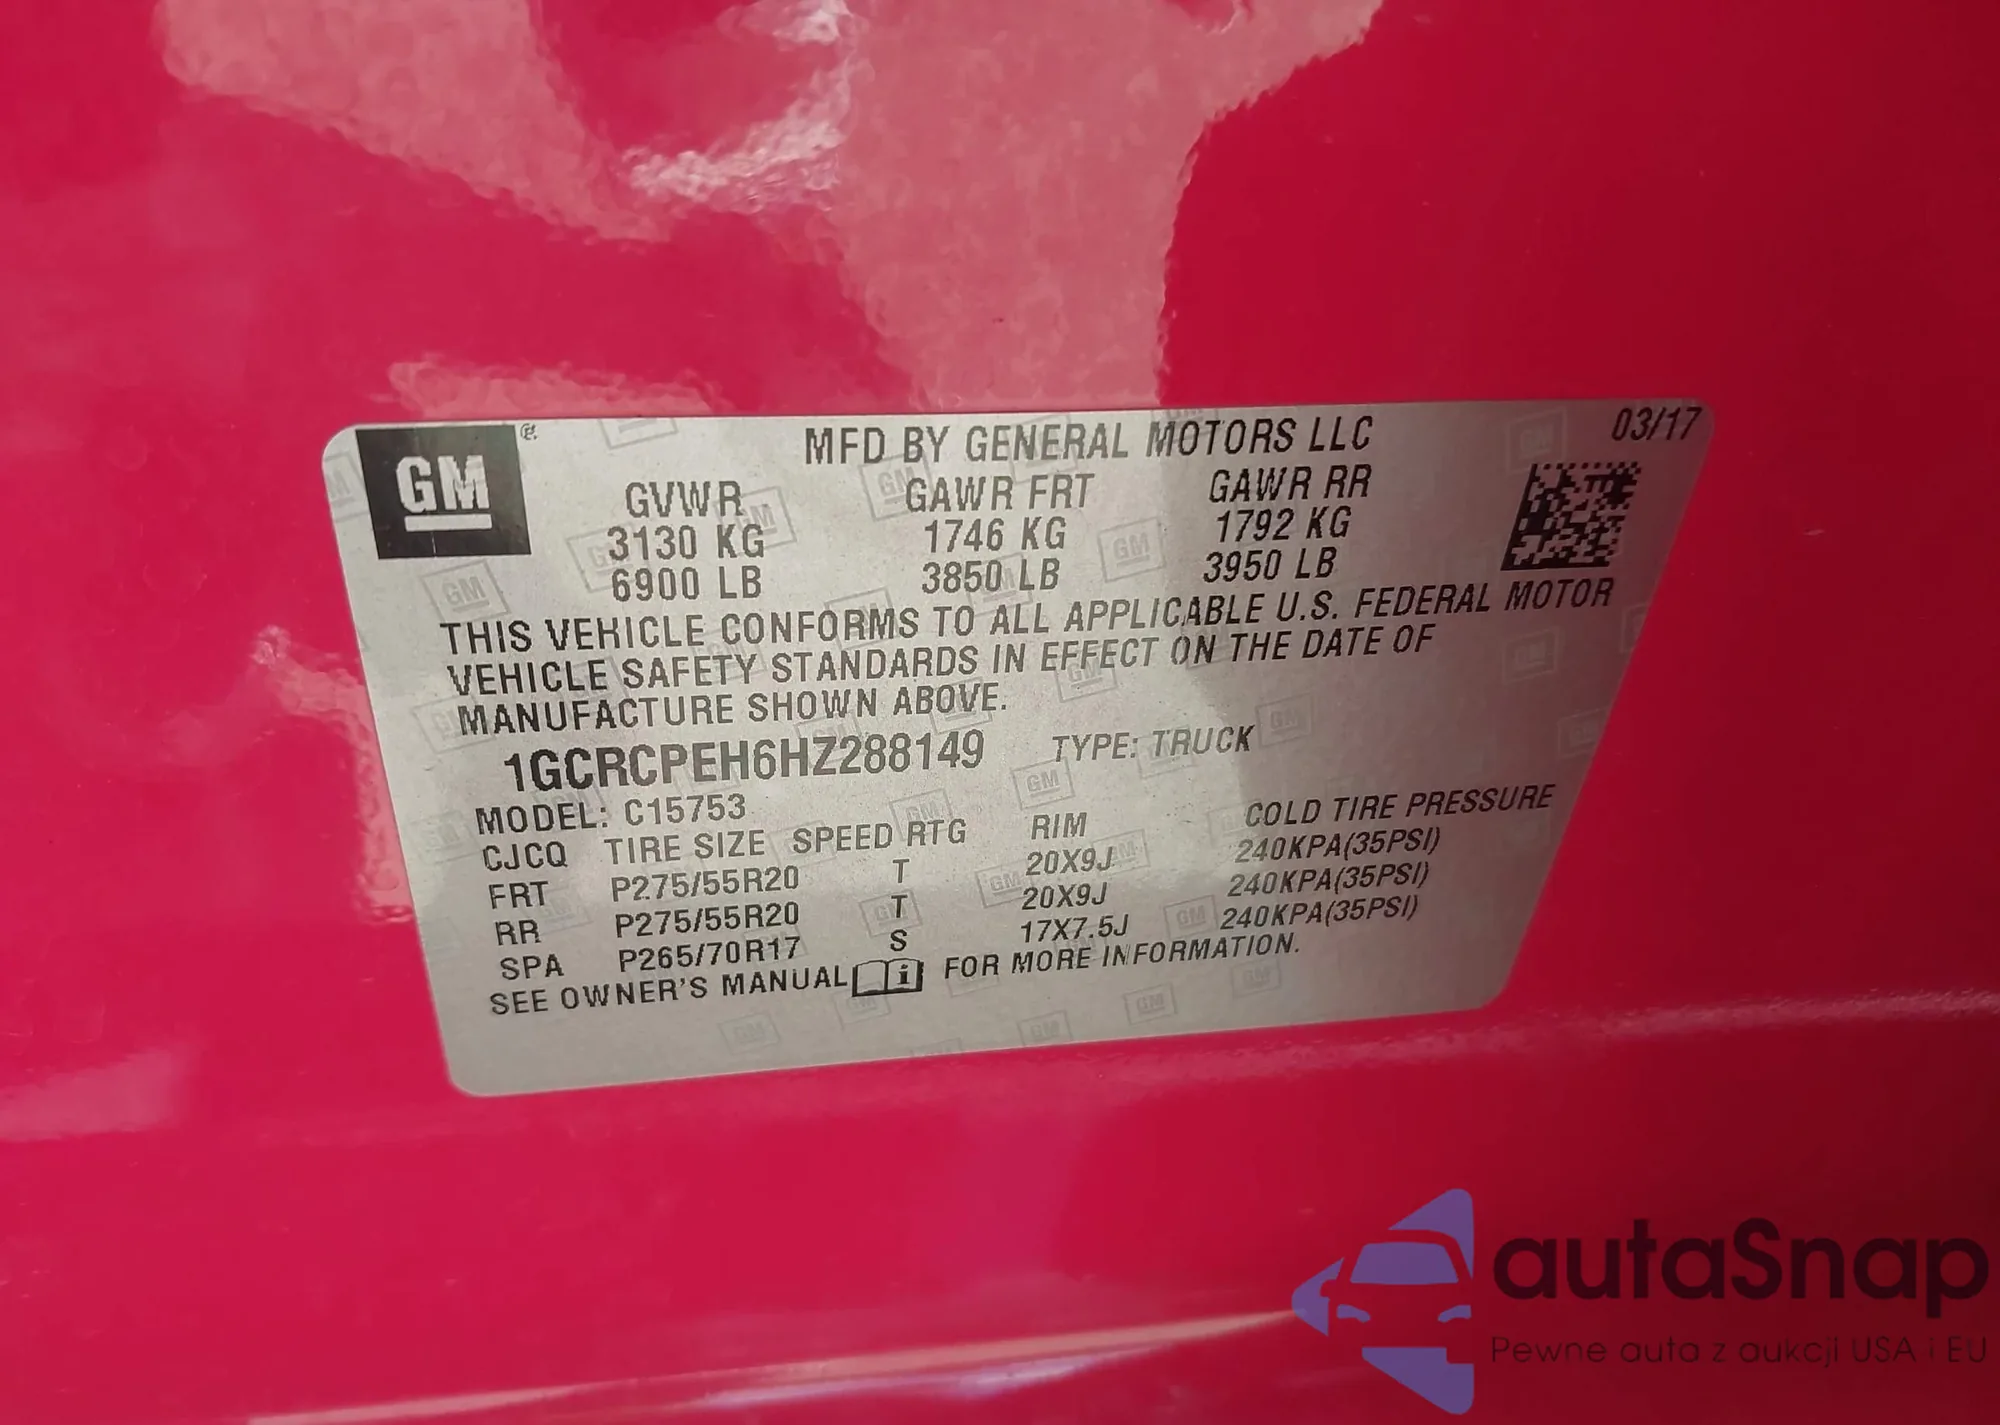 GM
MFD BY GENERAL MOTORS LLC 03/17
GVWR GAWR FRT GAWR RR
3130 KG 1746 KG 1792 KG
6900 LB 3850 LB 3950 LB
THIS VEHICLE CONFORMS TO ALL APPLICABLE U.S. FEDERAL MOTOR
VEHICLE SAFETY STANDARDS IN EFFECT ON THE DATE OF
MANUFACTURE SHOWN ABOVE.
1GCRCPEH6HZ288149 TYPE: TRUCK
MODEL: C15753
CJCQ TIRE SIZE SPEED RTG RIM COLD TIRE PRESSURE
FRT P275/55R20 T 20X9J 240KPA(35PSI)
RR P275/55R20 T 20X9J 240KPA(35PSI)
SPA P265/70R17 S 17X7.5J 240KPA(35PSI)
SEE OWNER'S MANUAL i FOR MORE INFORMATION.
autaSnap
Pewne auta z aukcji USA i EU